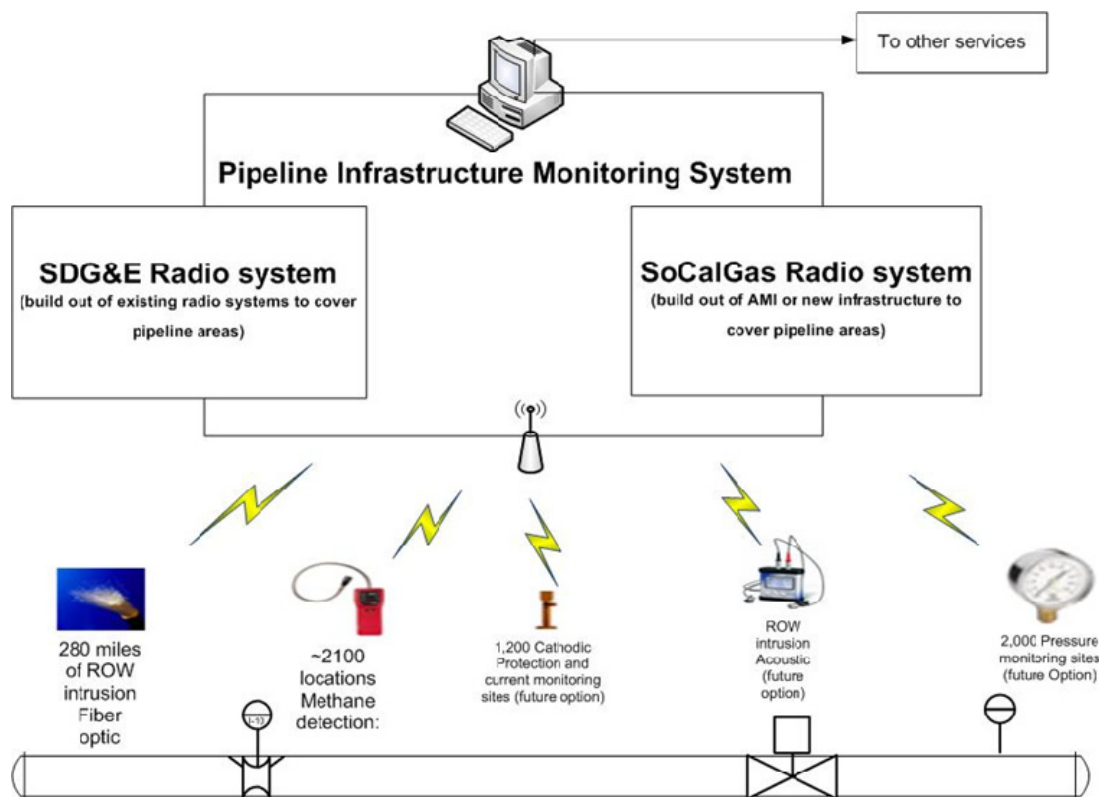 To other services
Pipeline Infrastructure Monitoring System
SDG&E Radio system
(build out of existing radio systems to cover
pipeline areas)
SoCalGas Radio system
(build out of AMI or new infrastructure to
cover pipeline areas)
280 miles
of ROW
intrusion
Fiber
optic
~2100
locations
Methane
detection:
1,200 Cathodic
Protection and
current monitoring
sites (future option)
ROW
intrusion
Acoustic
(future
option)
2,000 Pressure
monitoring sites
(future Option)